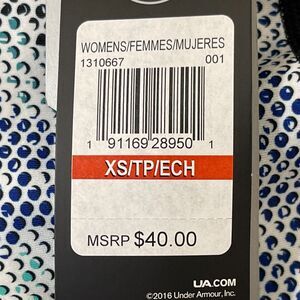 WOMENS/FEMMES/MUJERES
1310667 001
1 91169 28950 1
XS/TP/ECH
MSRP $40.00
UA.COM
©2016 Under Armour, Inc.